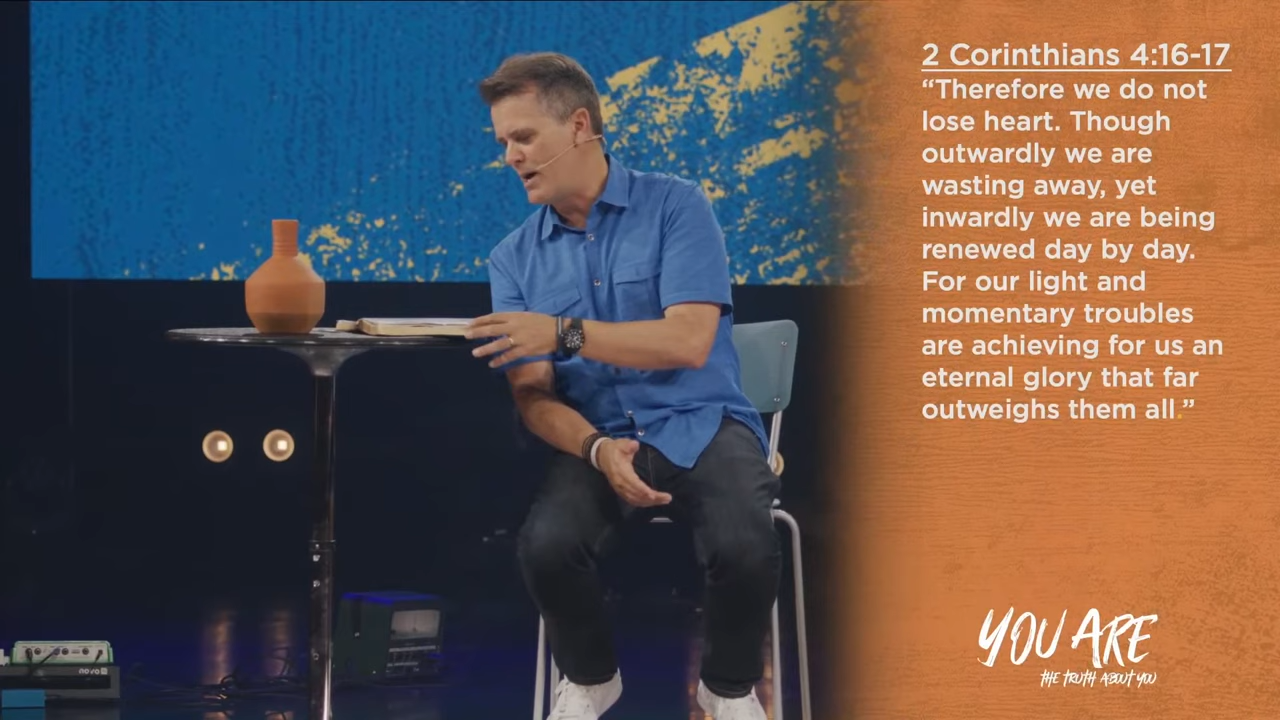 2 Corinthians 4:16-17
“Therefore we do not
lose heart. Though
outwardly we are
wasting away, yet
inwardly we are being
renewed day by day.
For our light and
momentary troubles
are achieving for us an
eternal glory that far
outweighs them all.”
YOU ARE
THE TRUTH ABOUT YOU
nova